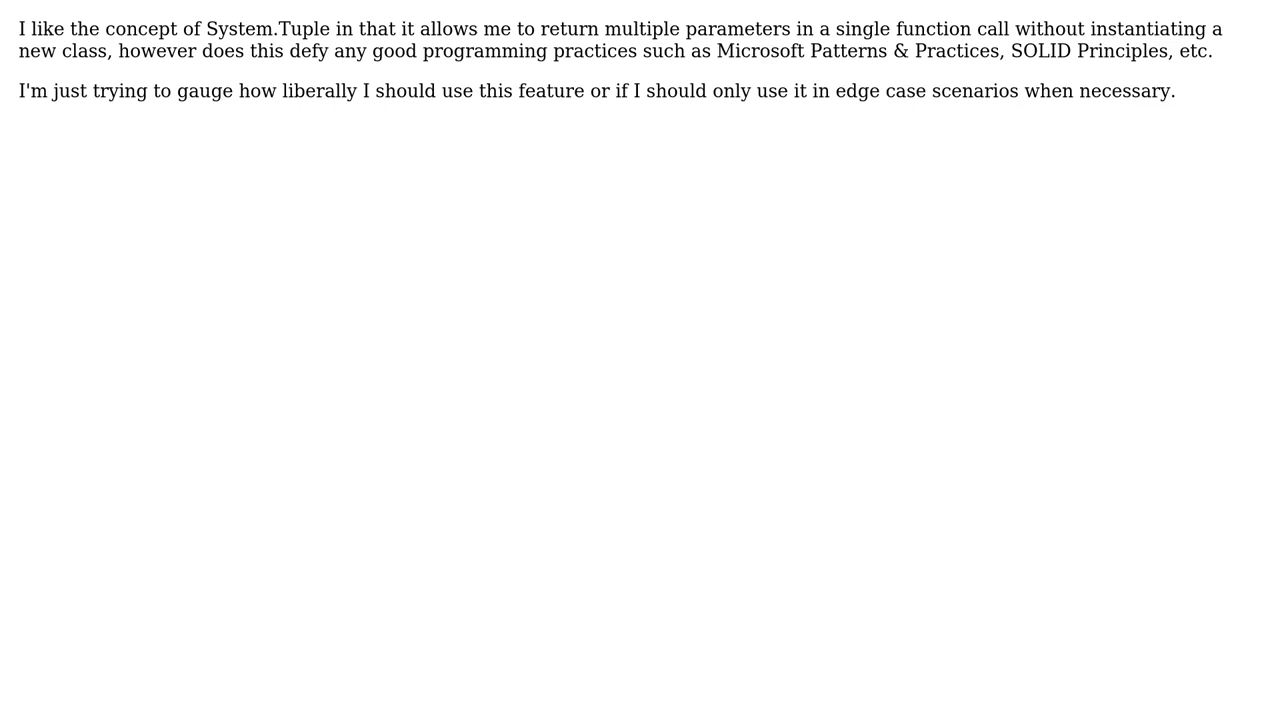 I like the concept of System.Tuple in that it allows me to return multiple parameters in a single function call without instantiating a
new class, however does this defy any good programming practices such as Microsoft Patterns & Practices, SOLID Principles, etc.
I'm just trying to gauge how liberally I should use this feature or if I should only use it in edge case scenarios when necessary.